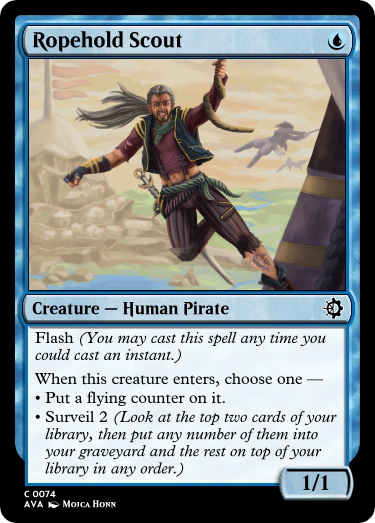 Ropehold Scout
Creature — Human Pirate
Flash (You may cast this spell any time you
could cast an instant.)
When this creature enters, choose one —
• Put a flying counter on it.
• Surveil 2 (Look at the top two cards of your
library, then put any number of them into
your graveyard and the rest on top of your
library in any order.)
1/1
C 0074
AVA Mojca Honn